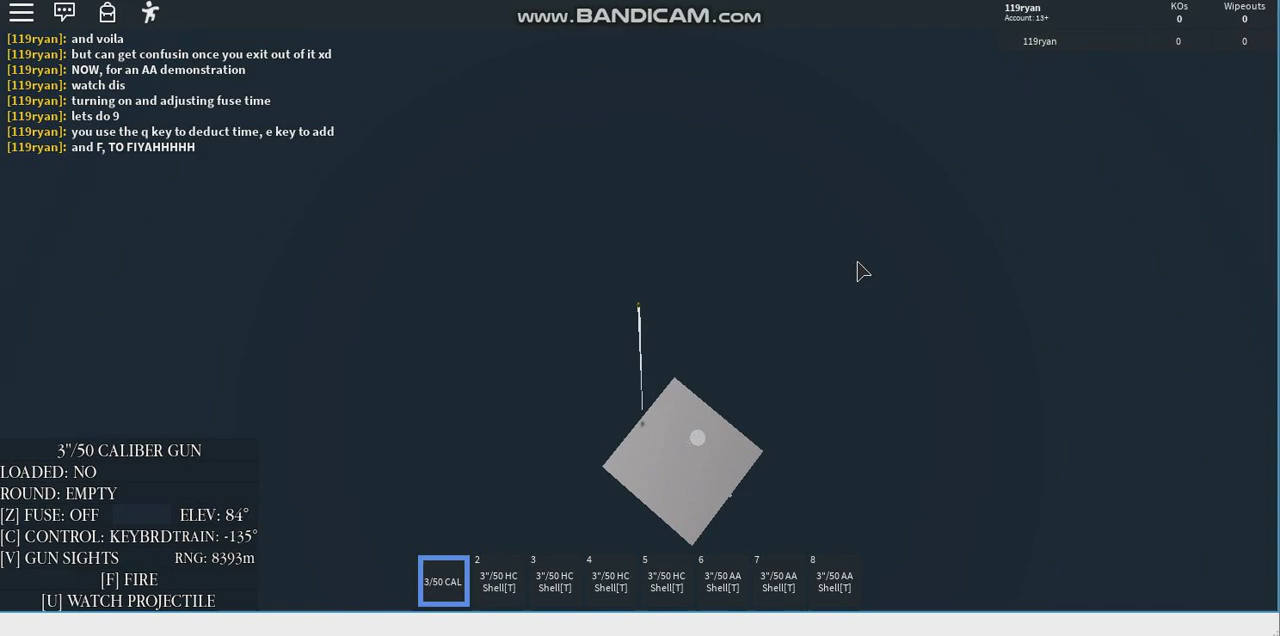 www.BANDICAM.com
119ryan
Account: 13+
KOs
0
Wipeouts
0
119ryan
0
0
[119ryan]: and voila
[119ryan]: but can get confusin once you exit out of it xd
[119ryan]: NOW, for an AA demonstration
[119ryan]: watch dis
[119ryan]: turning on and adjusting fuse time
[119ryan]: lets do 9
[119ryan]: you use the q key to deduct time, e key to add
[119ryan]: and F, TO FIYAHHHHH
3"/50 CALIBER GUN
LOADED: NO
ROUND: EMPTY
[Z] FUSE: OFF ELEV: 84°
[C] CONTROL: KEYBRD TRAIN: -135°
[V] GUN SIGHTS RNG: 8393m
[F] FIRE
[U] WATCH PROJECTILE
3/50 CAL
2
3"/50 HC
Shell[T]
3
3"/50 HC
Shell[T]
4
3"/50 HC
Shell[T]
5
3"/50 HC
Shell[T]
6
3"/50 AA
Shell[T]
7
3"/50 AA
Shell[T]
8
3"/50 AA
Shell[T]